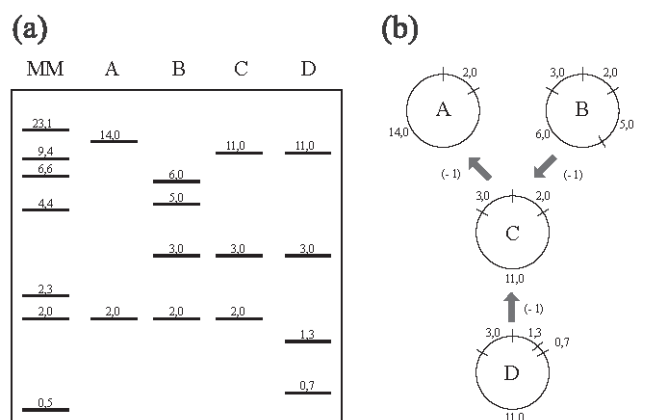 (a)
MM A B C D
23,1
14,0
9,4
11,0 11,0
6,6
6,0
5,0
4,4
3,0 3,0 3,0
2,3
2,0 2,0 2,0 2,0
1,3
0,7
0,5
(b)
2,0 3,0 2,0
A B
14,0 6,0 5,0
(-1) (-1)
3,0 2,0
C
11,0
(-1)
3,0 1,3 0,7
D
11,0